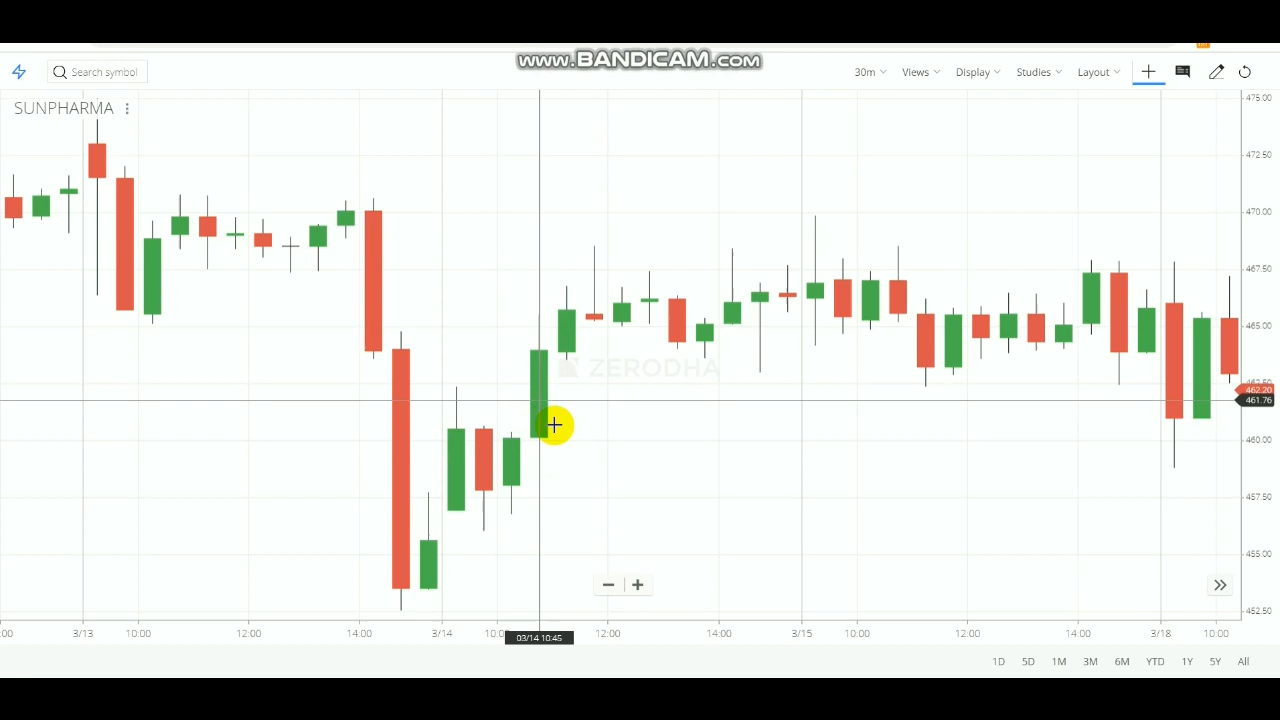 www.BANDICAM.com
Search symbol
30m Views Display Studies Layout
SUNPHARMA
475.00
472.50
470.00
467.50
465.00
462.50
462.20
461.76
460.00
457.50
455.00
452.50
ZERODHA
:00 3/13 10:00 12:00 14:00 3/14 10:0 12:00 14:00 3/15 10:00 12:00 14:00 3/18 10:00
03/14 10:45
1D 5D 1M 3M 6M YTD 1Y 5Y All